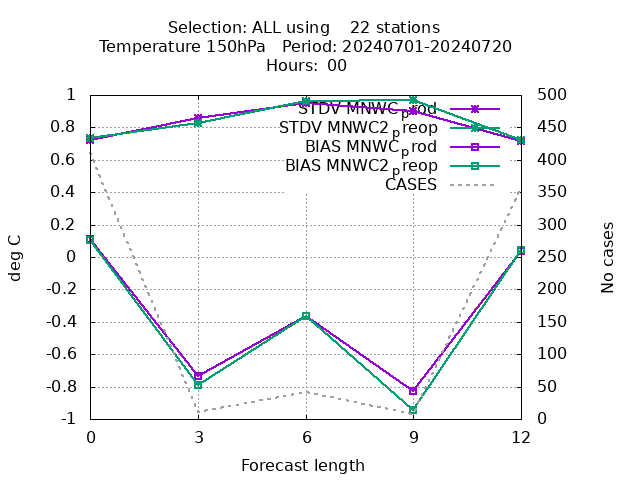 Selection: ALL using    22 stations
Temperature 150hPa   Period: 20240701-20240720
Hours:  00
1
0.8
0.6
0.4
0.2
0
-0.2
-0.4
-0.6
-0.8
-1
deg C
STDV MNWC_prod
STDV MNWC2_preop
BIAS MNWC_prod
BIAS MNWC2_preop
CASES
500
450
400
350
300
250
200
150
100
50
0
No cases
0 3 6 9 12
Forecast length